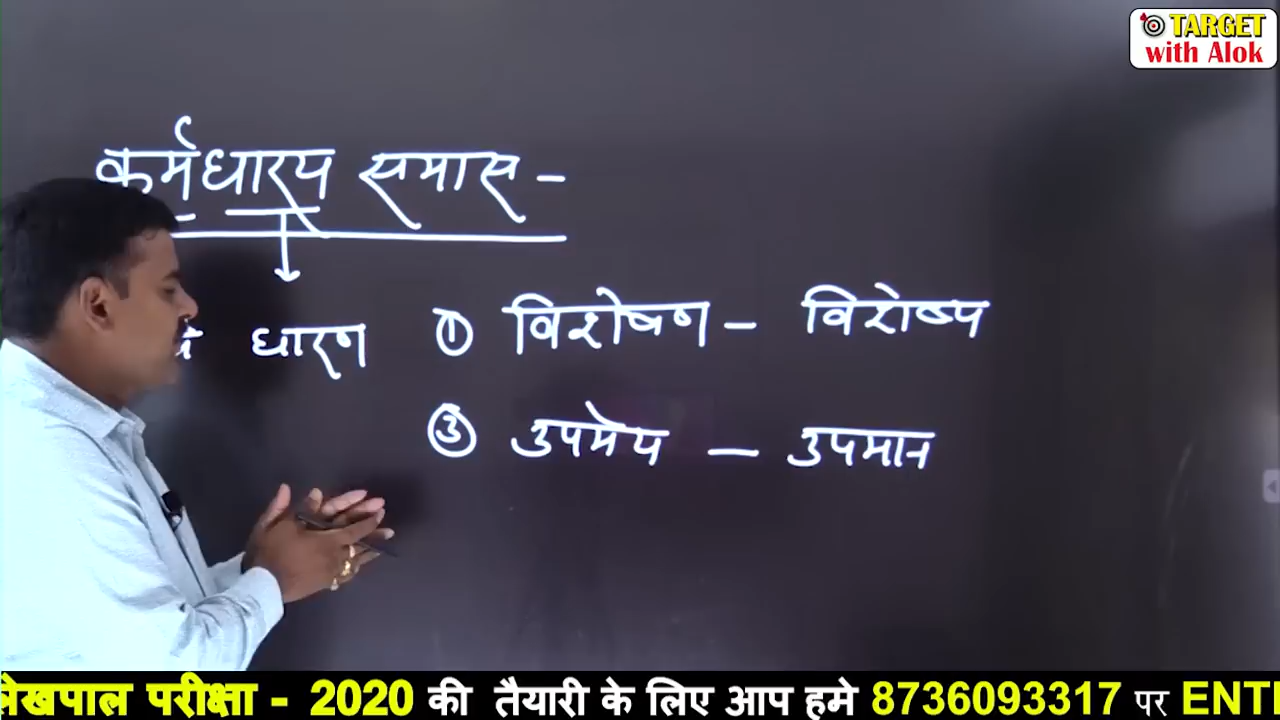 TARGET
with Alok
कर्मधारय समास -
धारण
① विशेषण - विशेष्य
② उपमेय - उपमान
लेखपाल परीक्षा - 2020 की तैयारी के लिए आप हमे 8736093317 पर